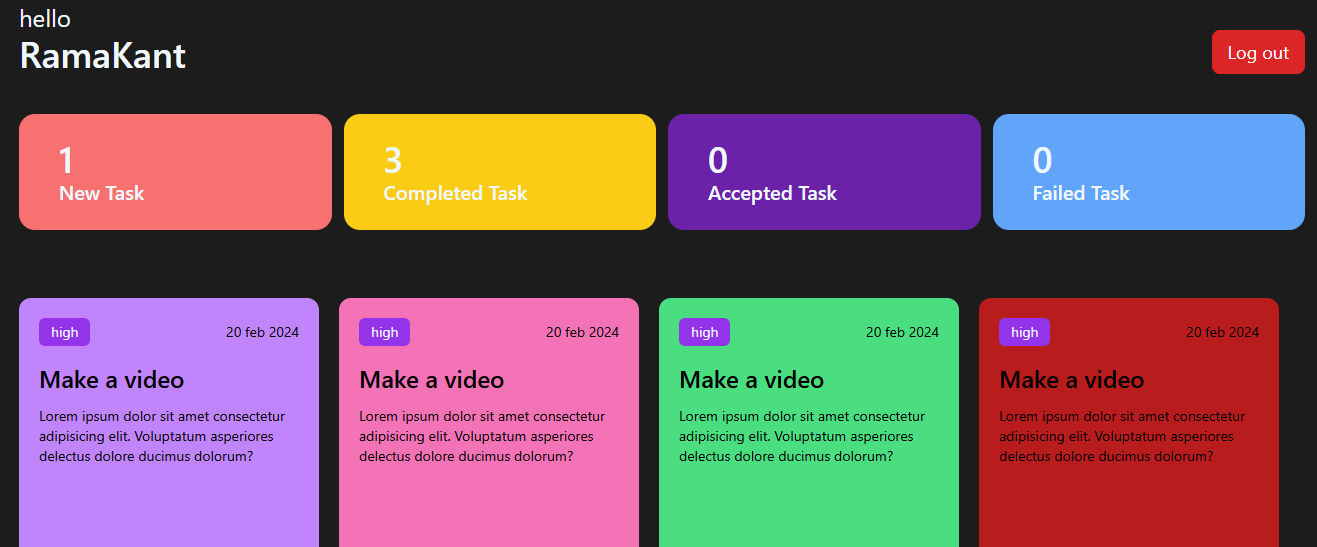 hello
RamaKant
Log out
1
New Task
3
Completed Task
0
Accepted Task
0
Failed Task
high
20 feb 2024
Make a video
Lorem ipsum dolor sit amet consectetur
adipisicing elit. Voluptatum asperiores
delectus dolore ducimus dolorum?
high
20 feb 2024
Make a video
Lorem ipsum dolor sit amet consectetur
adipisicing elit. Voluptatum asperiores
delectus dolore ducimus dolorum?
high
20 feb 2024
Make a video
Lorem ipsum dolor sit amet consectetur
adipisicing elit. Voluptatum asperiores
delectus dolore ducimus dolorum?
high
20 feb 2024
Make a video
Lorem ipsum dolor sit amet consectetur
adipisicing elit. Voluptatum asperiores
delectus dolore ducimus dolorum?